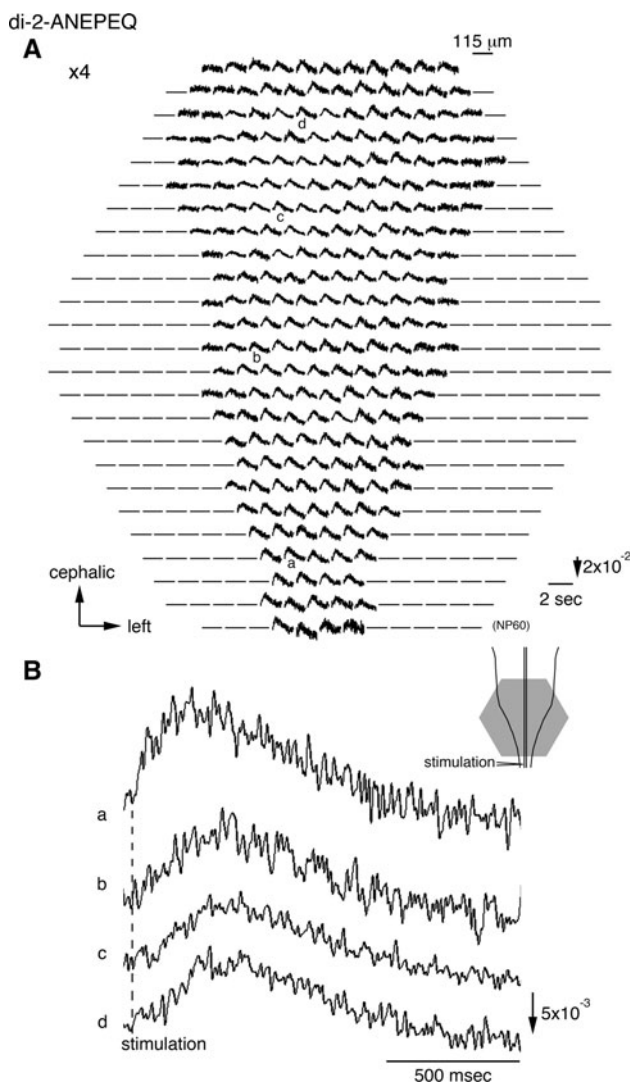 di-2-ANEPEQ
A
x4
115 µm
d
c
b
a
cephalic
left
2x10⁻²
2 sec
(NP60)
B
stimulation
a
b
c
d
stimulation
5x10⁻³
500 msec